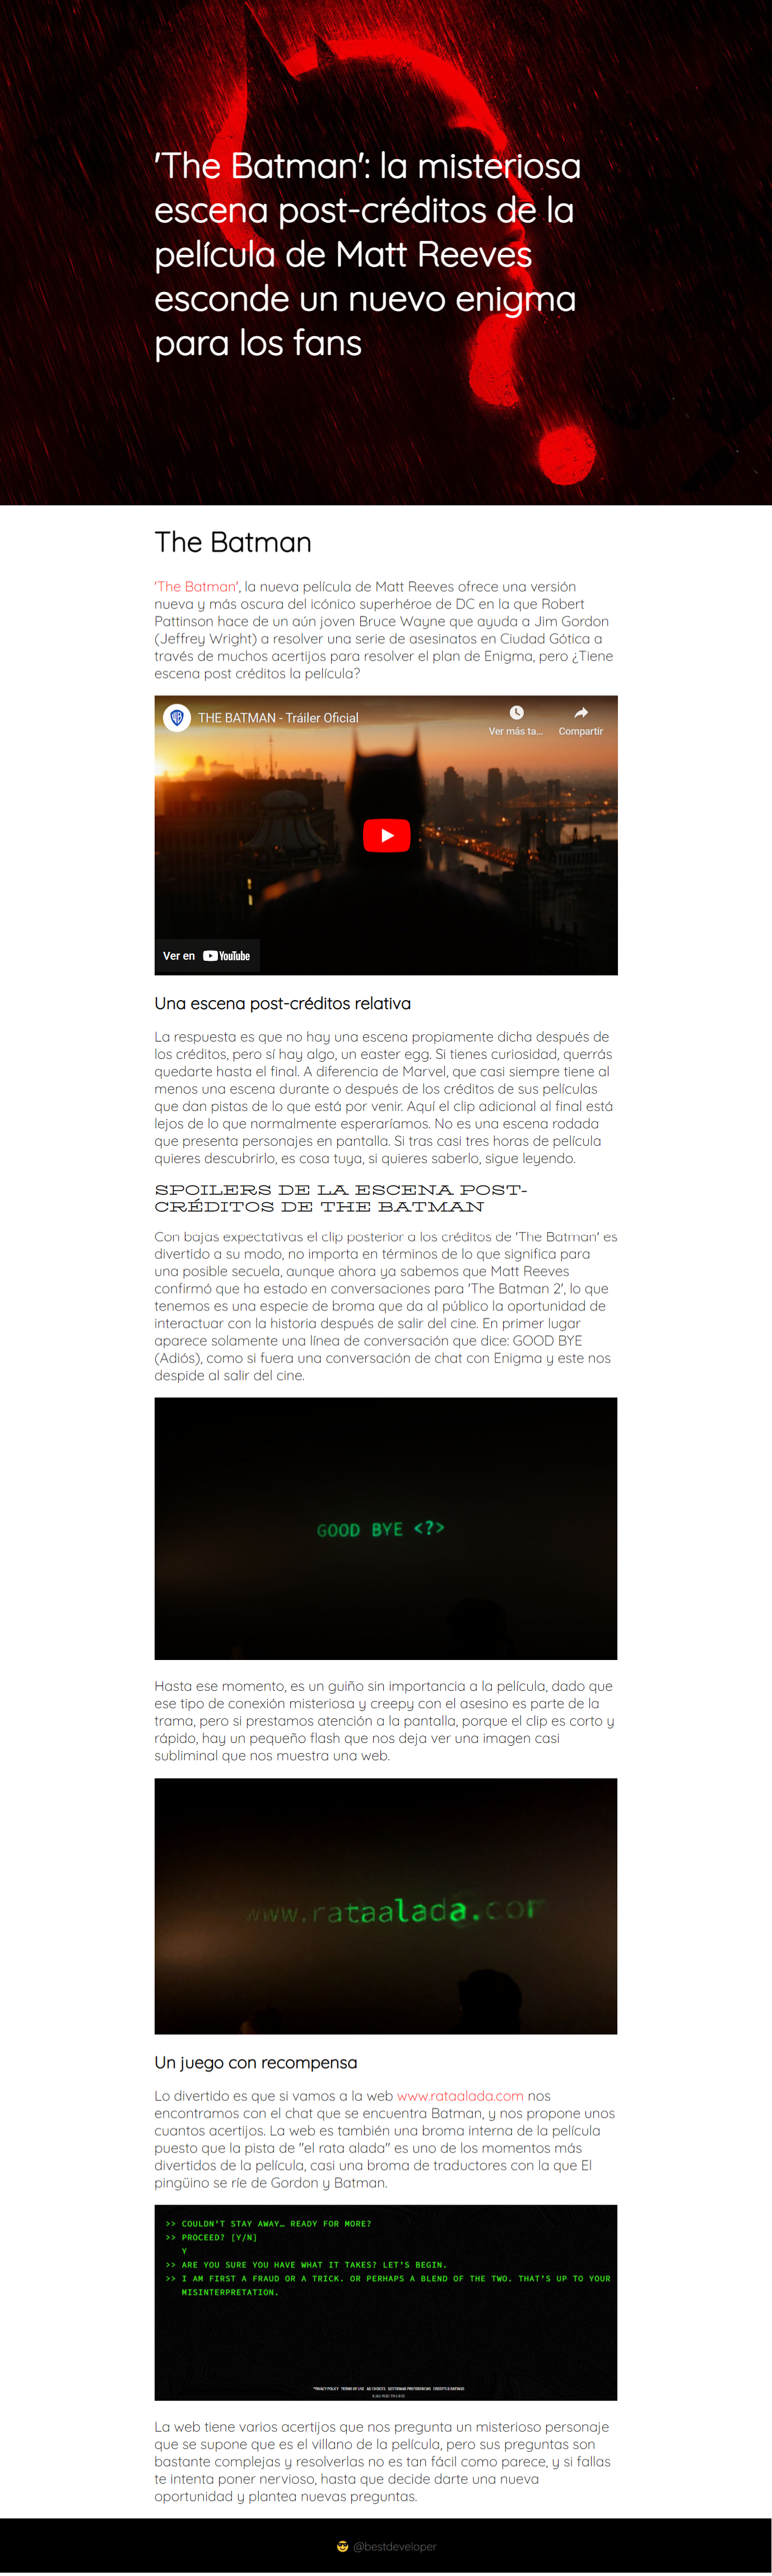 'The Batman': la misteriosa
escena post-créditos de la
película de Matt Reeves
esconde un nuevo enigma
para los fans
The Batman
'The Batman', la nueva película de Matt Reeves ofrece una versión
nueva y más oscura del icónico superhéroe de DC en la que Robert
Pattinson hace de un aún joven Bruce Wayne que ayuda a Jim Gordon
(Jeffrey Wright) a resolver una serie de asesinatos en Ciudad Gótica a
través de muchos acertijos para resolver el plan de Enigma, pero ¿Tiene
escena post créditos la película?
THE BATMAN - Tráiler Oficial
Ver más ta...
Compartir
Ver en YouTube
Una escena post-créditos relativa
La respuesta es que no hay una escena propiamente dicha después de
los créditos, pero sí hay algo, un easter egg. Si tienes curiosidad, querrás
quedarte hasta el final. A diferencia de Marvel, que casi siempre tiene al
menos una escena durante o después de los créditos de sus películas
que dan pistas de lo que está por venir. Aquí el clip adicional al final está
lejos de lo que normalmente esperaríamos. No es una escena rodada
que presenta personajes en pantalla. Si tras casi tres horas de película
quieres descubrirlo, es cosa tuya, si quieres saberlo, sigue leyendo.
SPOILERS DE LA ESCENA POST-
CRÉDITOS DE THE BATMAN
Con bajas expectativas el clip posterior a los créditos de 'The Batman' es
divertido a su modo, no importa en términos de lo que significa para
una posible secuela, aunque ahora ya sabemos que Matt Reeves
confirmó que ha estado en conversaciones para 'The Batman 2', lo que
tenemos es una especie de broma que da al público la oportunidad de
interactuar con la historia después de salir del cine. En primer lugar
aparece solamente una línea de conversación que dice: GOOD BYE
(Adiós), como si fuera una conversación de chat con Enigma y este nos
despide al salir del cine.
GOOD BYE <?>
Hasta ese momento, es un guiño sin importancia a la película, dado que
ese tipo de conexión misteriosa y creepy con el asesino es parte de la
trama, pero si prestamos atención a la pantalla, porque el clip es corto y
rápido, hay un pequeño flash que nos deja ver una imagen casi
subliminal que nos muestra una web.
www.rataalada.com
Un juego con recompensa
Lo divertido es que si vamos a la web www.rataalada.com nos
encontramos con el chat que se encuentra Batman, y nos propone unos
cuantos acertijos. La web es también una broma interna de la película
puesto que la pista de "el rata alada" es uno de los momentos más
divertidos de la película, casi una broma de traductores con la que El
pingüino se ríe de Gordon y Batman.
>> COULDN'T STAY AWAY… READY FOR MORE?
>> PROCEED? [Y/N]
Y
>> ARE YOU SURE YOU HAVE WHAT IT TAKES? LET'S BEGIN.
>> I AM FIRST A FRAUD OR A TRICK. OR PERHAPS A BLEND OF THE TWO. THAT'S UP TO YOUR
MISINTERPRETATION.
PRIVACY POLICY TERMS OF USE AD CHOICES GESTIONAR PREFERENCIAS CREDITS & RATINGS
La web tiene varios acertijos que nos pregunta un misterioso personaje
que se supone que es el villano de la película, pero sus preguntas son
bastante complejas y resolverlas no es tan fácil como parece, y si fallas
te intenta poner nervioso, hasta que decide darte una nueva
oportunidad y plantea nuevas preguntas.
@bestdeveloper